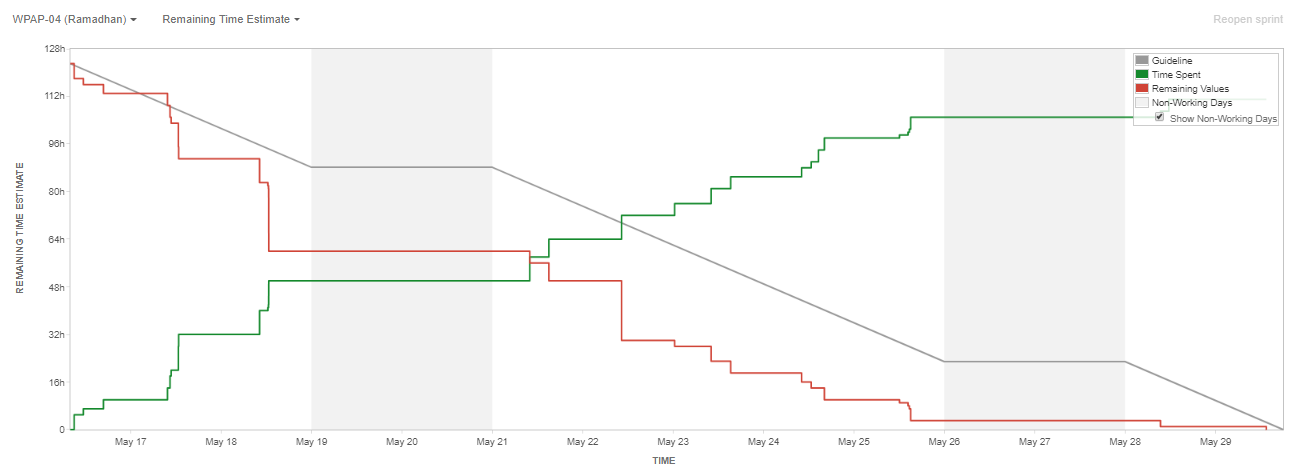 WPAP-04 (Ramadhan) Remaining Time Estimate Reopen sprint
128h
112h
96h
80h
64h
48h
32h
16h
0
REMAINING TIME ESTIMATE
Guideline
Time Spent
Remaining Values
Non-Working Days
Show Non-Working Days
May 17 May 18 May 19 May 20 May 21 May 22 May 23 May 24 May 25 May 26 May 27 May 28 May 29
TIME